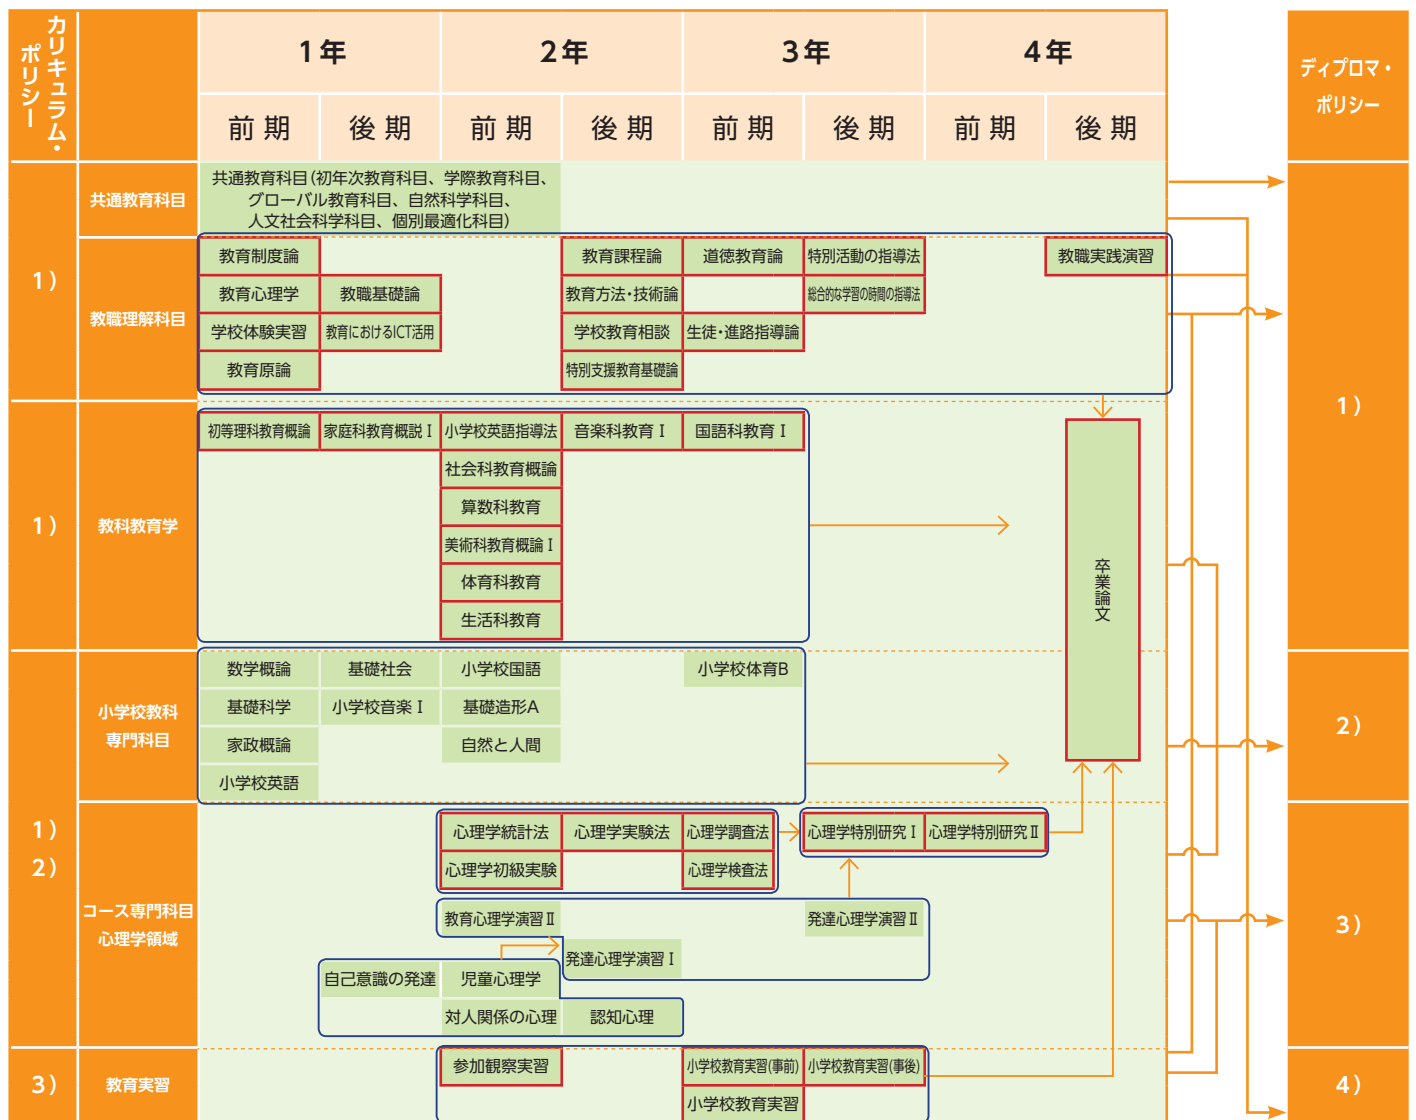 カリキュラム・
ポリシー
1年
2年
3年
4年
ディプロマ・
ポリシー
前期
後期
前期
後期
前期
後期
前期
後期
1)
共通教育科目
共通教育科目(初年次教育科目、学際教育科目、
グローバル教育科目、自然科学科目、
人文社会科学科目、個別最適化科目)
教職理解科目
教育制度論
教育課程論
道徳教育論
特別活動の指導法
教職実践演習
教育心理学
教職基礎論
教育方法・技術論
総合的な学習の時間の指導法
学校体験実習
教育におけるICT活用
学校教育相談
生徒・進路指導論
教育原論
特別支援教育基礎論
1)
1)
教科教育学
初等理科教育概論
家庭科教育概説Ⅰ
小学校英語指導法
音楽科教育Ⅰ
国語科教育Ⅰ
社会科教育概論
算数科教育
美術科教育概論Ⅰ
体育科教育
生活科教育
卒業論文
1)
2)
小学校教科
専門科目
数学概論
基礎社会
小学校国語
小学校体育B
基礎科学
小学校音楽Ⅰ
基礎造形A
家政概論
自然と人間
小学校英語
2)
コース専門科目
心理学領域
心理学統計法
心理学実験法
心理学調査法
心理学特別研究Ⅰ
心理学特別研究Ⅱ
心理学初級実験
心理学検査法
教育心理学演習Ⅱ
発達心理学演習Ⅱ
発達心理学演習Ⅰ
自己意識の発達
児童心理学
対人関係の心理
認知心理
3)
3)
教育実習
参加観察実習
小学校教育実習(事前)
小学校教育実習(事後)
小学校教育実習
4)